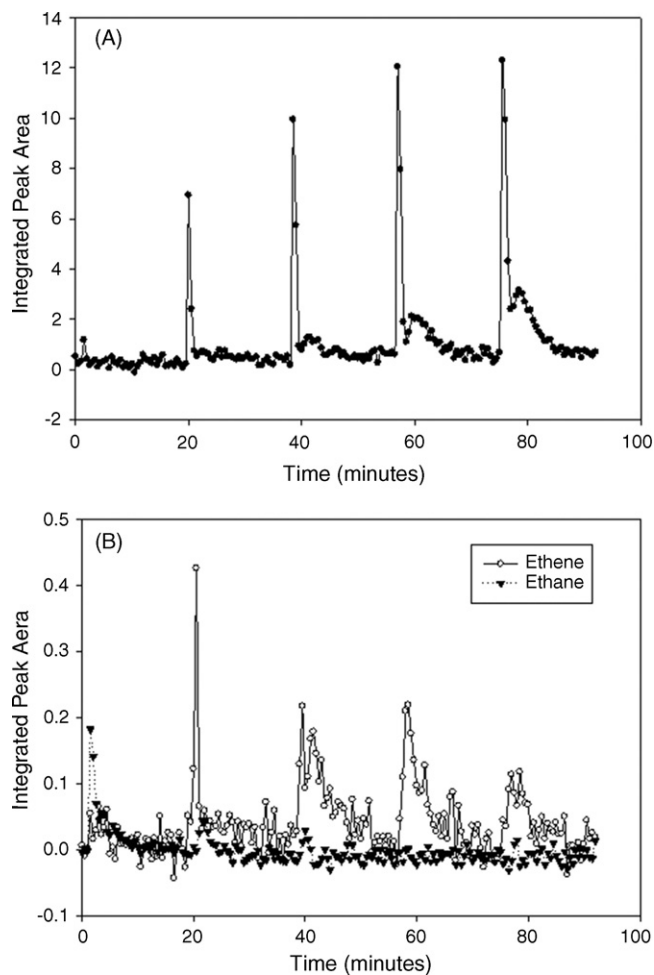 (A)
Integrated Peak Area
14
12
10
8
6
4
2
0
-2
0 20 40 60 80 100
Time (minutes)
(B)
Integrated Peak Aera
0.5
0.4
0.3
0.2
0.1
0.0
-0.1
Ethene
Ethane
0 20 40 60 80 100
Time (minutes)